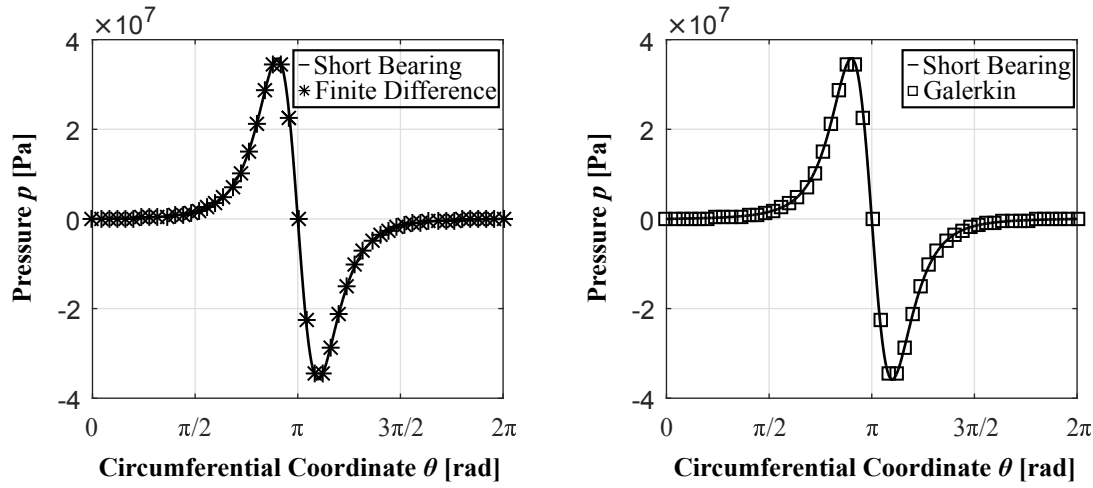 ×10⁷
4
2
0
-2
-4
Pressure p [Pa]
Short Bearing
Finite Difference
0
π/2
π
3π/2
2π
Circumferential Coordinate θ [rad]
×10⁷
4
2
0
-2
-4
Pressure p [Pa]
Short Bearing
Galerkin
0
π/2
π
3π/2
2π
Circumferential Coordinate θ [rad]